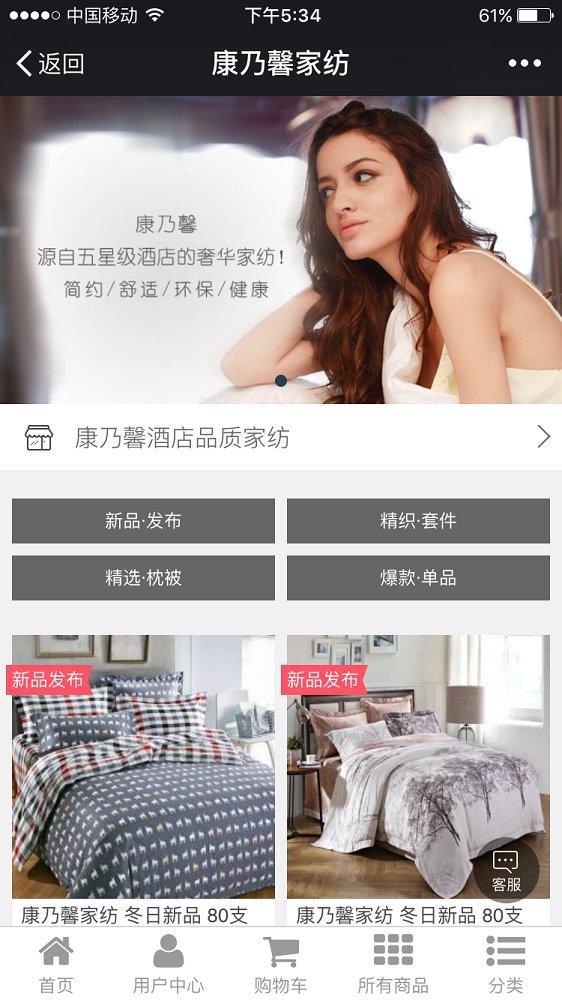 中国移动 下午5:34 61%
返回 康乃馨家纺
康乃馨
源自五星级酒店的奢华家纺!
简约/舒适/环保/健康
康乃馨酒店品质家纺
新品·发布 精织·套件
精选·枕被 爆款·单品
新品发布 新品发布
客服
康乃馨家纺 冬日新品 80支 康乃馨家纺 冬日新品 80支
首页 用户中心 购物车 所有商品 分类